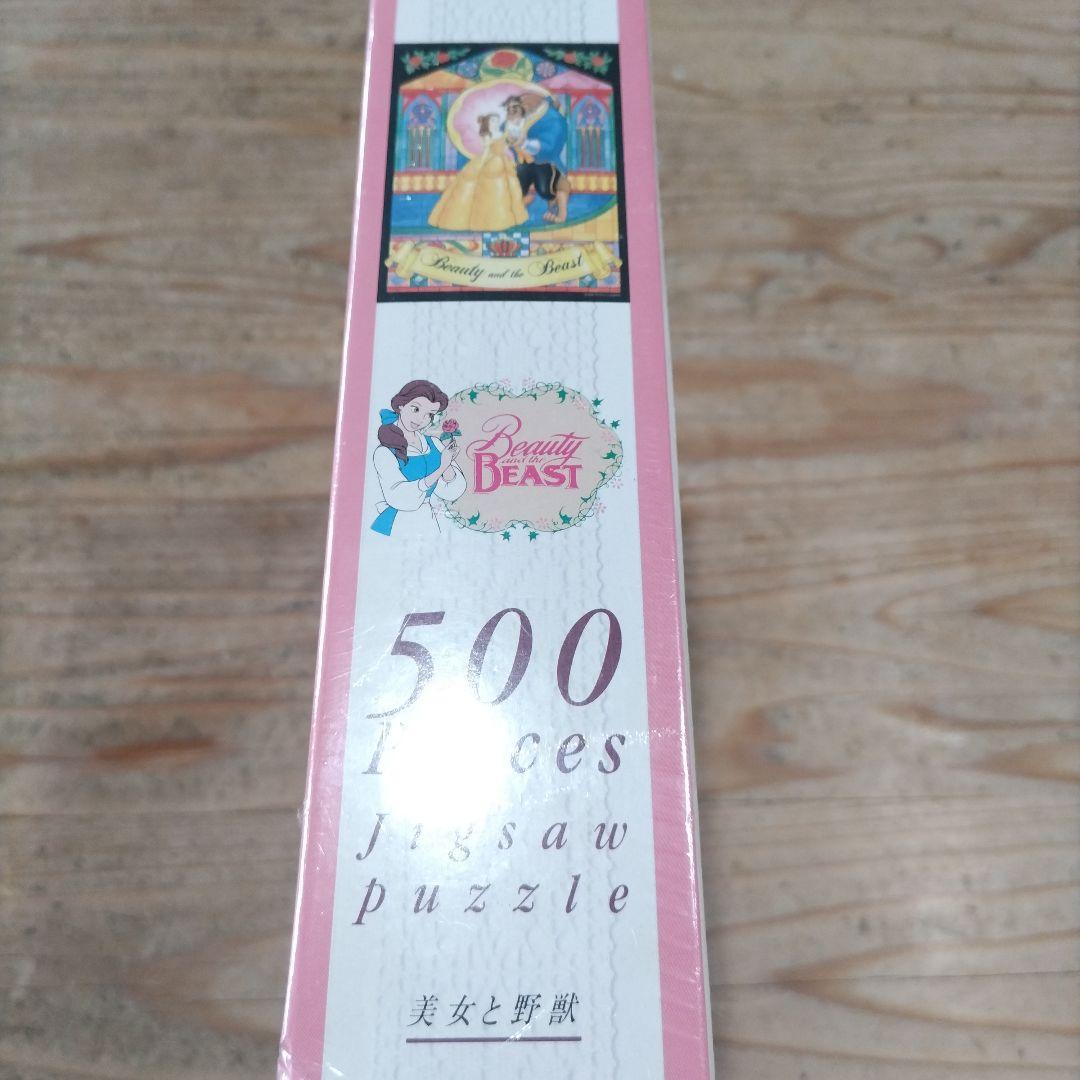 Beauty and the Beast
Beauty
and the
BEAST
500
Pieces
Jigsaw
puzzle
美女と野獣